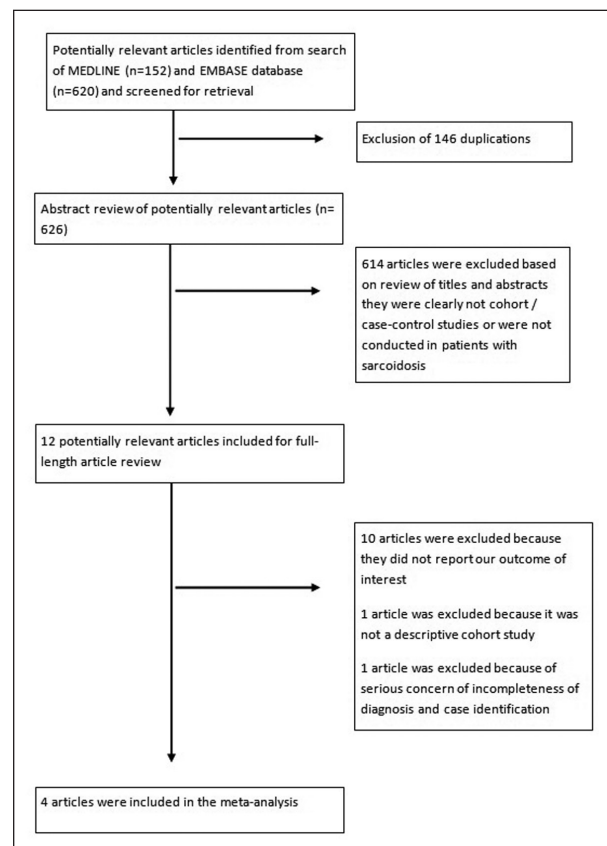 Potentially relevant articles identified from search
of MEDLINE (n=152) and EMBASE database
(n=620) and screened for retrieval
Exclusion of 146 duplications
Abstract review of potentially relevant articles (n=
626)
614 articles were excluded based
on review of titles and abstracts
they were clearly not cohort /
case-control studies or were not
conducted in patients with
sarcoidosis
12 potentially relevant articles included for full-
length article review
10 articles were excluded because
they did not report our outcome of
interest
1 article was excluded because it was
not a descriptive cohort study
1 article was excluded because of
serious concern of incompleteness of
diagnosis and case identification
4 articles were included in the meta-analysis